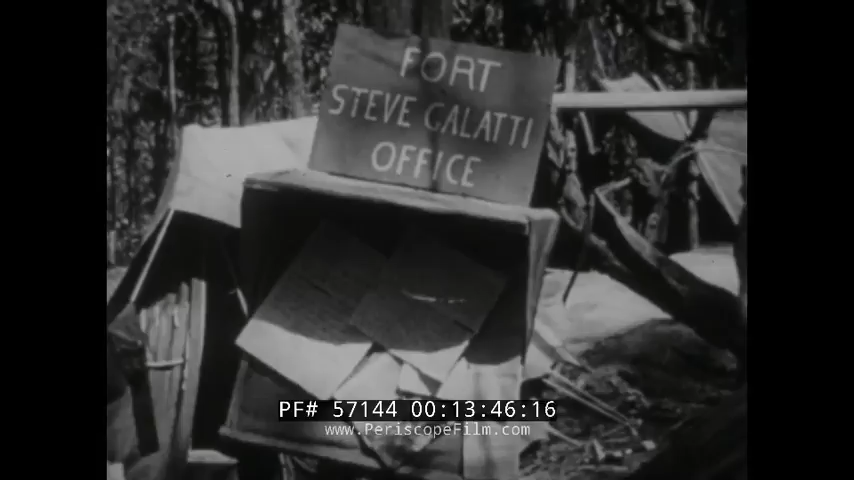 FORT
STEVE GALATTI
OFFICE
PF# 57144 00:13:46:16
www.PeriscopeFilm.com